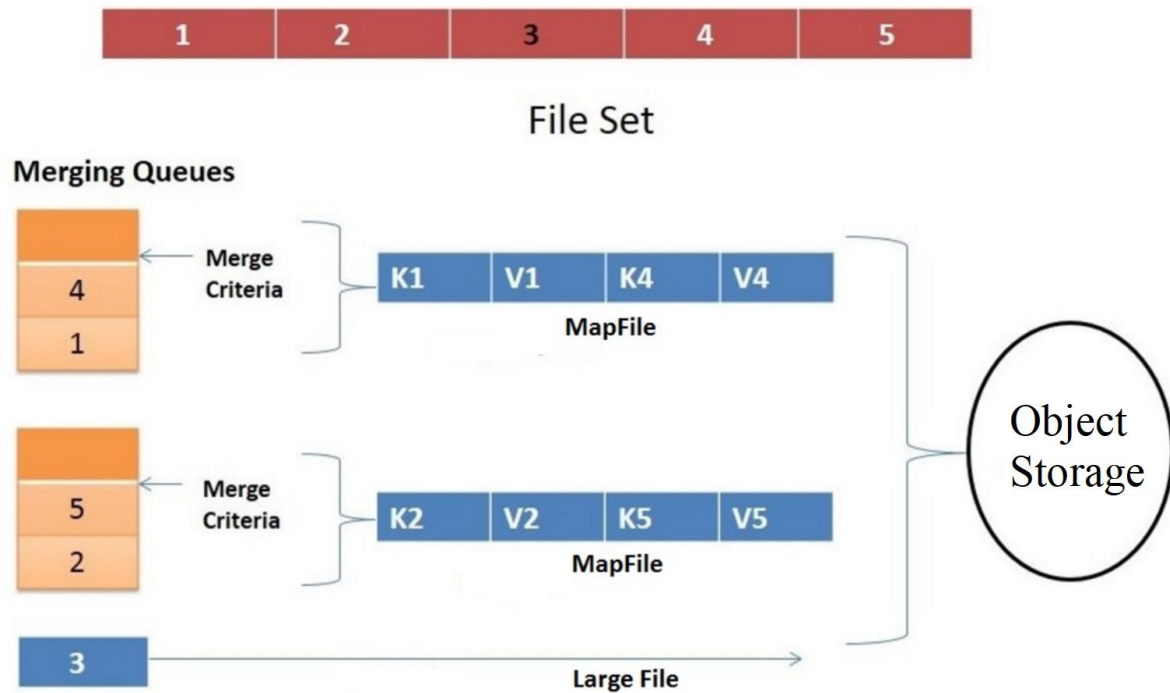 1 2 3 4 5
File Set
Merging Queues
4
1
Merge
Criteria
K1 V1 K4 V4
MapFile
5
2
Merge
Criteria
K2 V2 K5 V5
MapFile
3
Large File
Object
Storage